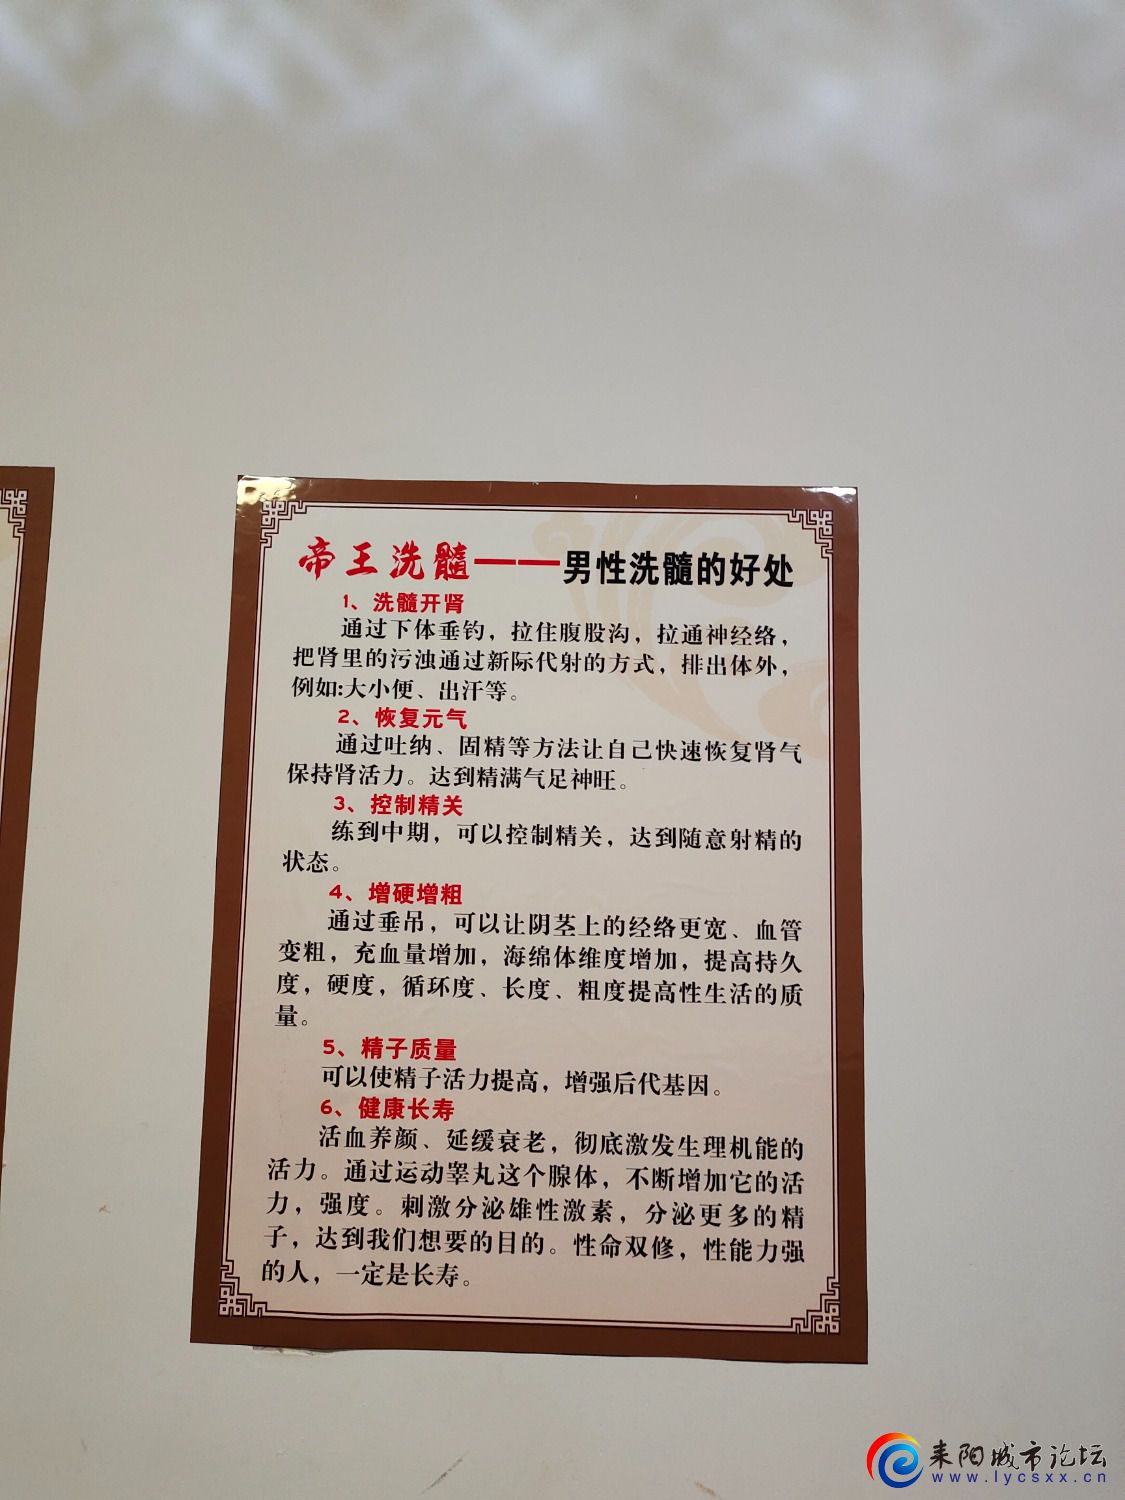 帝王洗髓——男性洗髓的好处
1、洗髓开肾
通过下体垂钓，拉住腹股沟，拉通神经络，
把肾里的污浊通过新际代射的方式，排出体外，
例如:大小便、出汗等。
2、恢复元气
通过吐纳、固精等方法让自己快速恢复肾气
保持肾活力。达到精满气足神旺。
3、控制精关
练到中期，可以控制精关，达到随意射精的
状态。
4、增硬增粗
通过垂吊，可以让阴茎上的经络更宽、血管
变粗，充血量增加，海绵体维度增加，提高持久
度，硬度，循环度、长度、粗度提高性生活的质
量。
5、精子质量
可以使精子活力提高，增强后代基因。
6、健康长寿
活血养颜、延缓衰老，彻底激发生理机能的
活力。通过运动睾丸这个腺体，不断增加它的活
力，强度。刺激分泌雄性激素，分泌更多的精
子，达到我们想要的目的。性命双修，性能力强
的人，一定是长寿。
耒阳城市论坛
www.lycsxx.cn